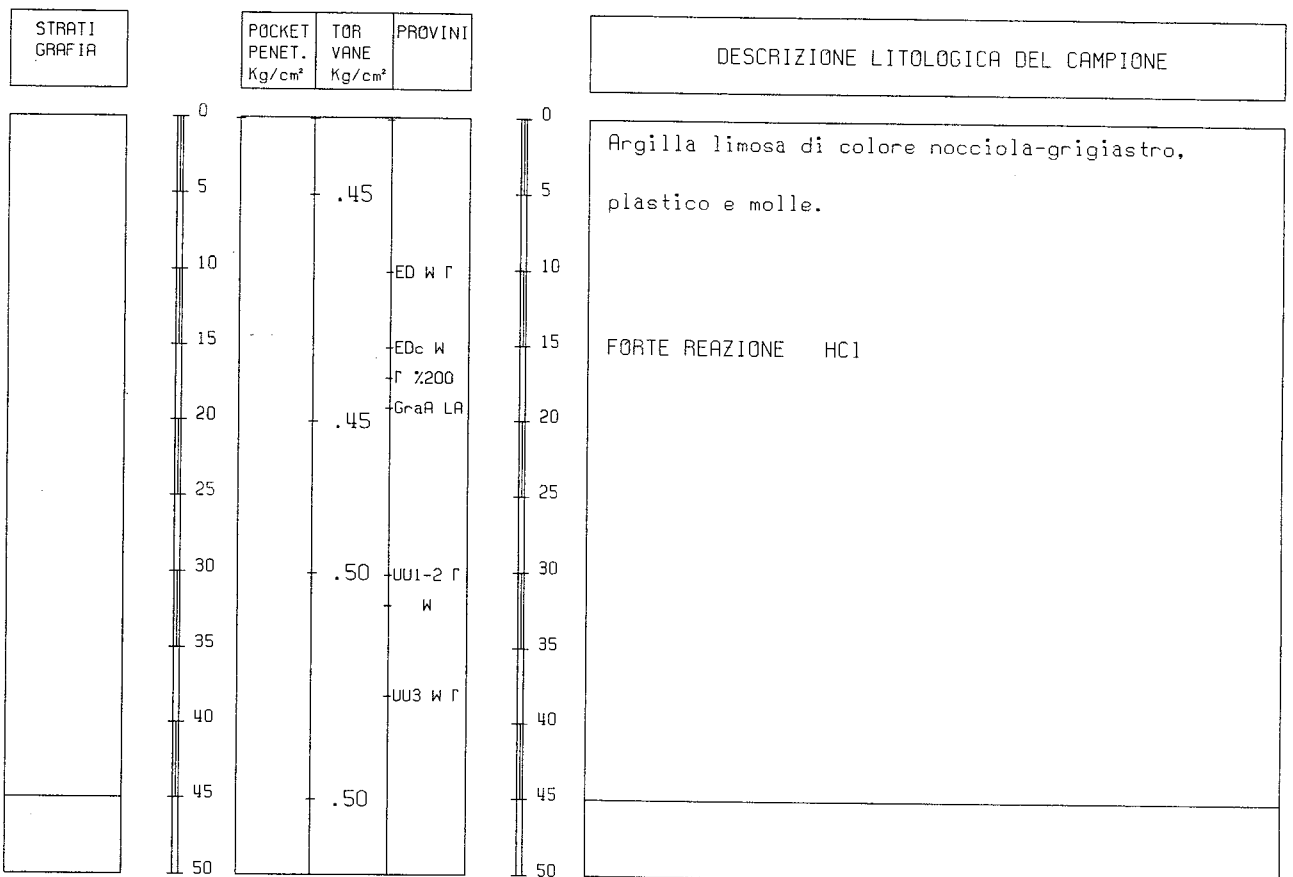 STRATI
GRAFIA
POCKET
PENET.
Kg/cm²
TOR
VANE
Kg/cm²
PROVINI
DESCRIZIONE LITOLOGICA DEL CAMPIONE
0
5
10
15
20
25
30
35
40
45
50
.45
.45
.50
.50
ED W Γ
EDc W
Γ %200
GraA LA
UU1-2 Γ
W
UU3 W Γ
0
5
10
15
20
25
30
35
40
45
50
Argilla limosa di colore nocciola-grigiastro,
plastico e molle.
FORTE REAZIONE HCl